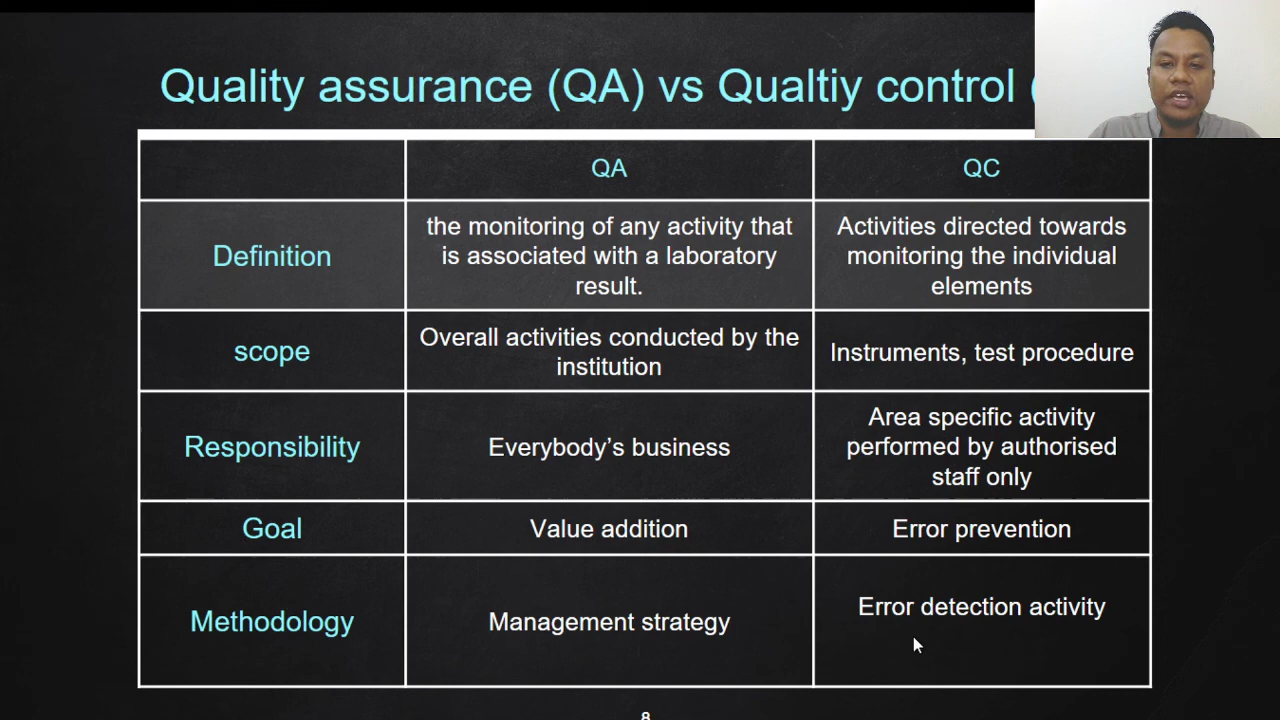 Quality assurance (QA) vs Qualtiy control (
QA
QC
Definition
the monitoring of any activity that
is associated with a laboratory
result.
Activities directed towards
monitoring the individual
elements
scope
Overall activities conducted by the
institution
Instruments, test procedure
Responsibility
Everybody’s business
Area specific activity
performed by authorised
staff only
Goal
Value addition
Error prevention
Methodology
Management strategy
Error detection activity
8